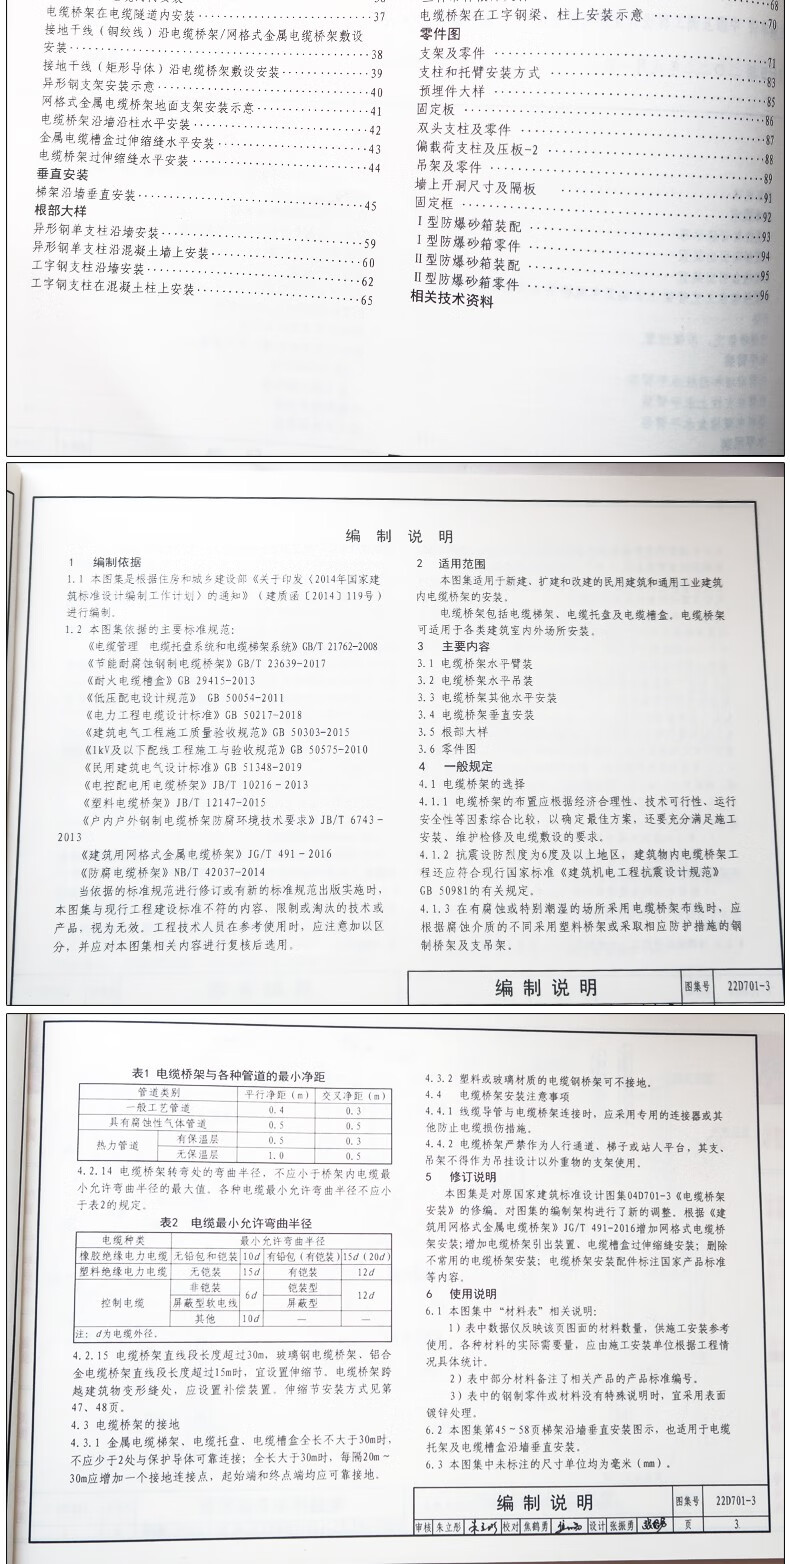 电缆桥架在电缆隧道内安装 37
接地干线（铜绞线）沿电缆桥架/网格式金属电缆桥架敷设
安装 38
接地干线（矩形导体）沿电缆桥架敷设安装 39
异形钢支架安装示意 40
网格式金属电缆桥架地面支架安装示意 41
电缆桥架沿墙沿柱水平安装 42
金属电缆槽盒过伸缩缝水平安装 43
电缆桥架过伸缩缝水平安装 44
垂直安装
梯架沿墙垂直安装 45
根部大样
异形钢单支柱沿墙安装 59
异形钢单支柱沿混凝土墙上安装 60
工字钢支柱沿墙安装 62
工字钢支柱在混凝土柱上安装 65
68
电缆桥架在工字钢梁、柱上安装示意 70
零件图
支架及零件 71
支柱和托臂安装方式 83
预埋件大样 85
固定板 86
双头支柱及零件 87
偏载荷支柱及压板-2 88
吊架及零件 89
墙上开洞尺寸及隔板 91
固定框 92
Ⅰ型防爆砂箱装配 93
Ⅰ型防爆砂箱零件 94
Ⅱ型防爆砂箱装配 95
Ⅱ型防爆砂箱零件 96
相关技术资料
编制说明
1 编制依据
1.1 本图集是根据住房和城乡建设部《关于印发〈2014年国家建
筑标准设计编制工作计划〉的通知》（建质函〔2014〕119号）
进行编制。
1.2 本图集依据的主要标准规范：
《电缆管理 电缆托盘系统和电缆梯架系统》GB/T 21762-2008
《节能耐腐蚀钢制电缆桥架》GB/T 23639-2017
《耐火电缆槽盒》GB 29415-2013
《低压配电设计规范》 GB 50054-2011
《电力工程电缆设计标准》GB 50217-2018
《建筑电气工程施工质量验收规范》GB 50303-2015
《1kV及以下配线工程施工与验收规范》GB 50575-2010
《民用建筑电气设计标准》GB 51348-2019
《电控配电用电缆桥架》JB/T 10216-2013
《塑料电缆桥架》JB/T 12147-2015
《户内户外钢制电缆桥架防腐环境技术要求》JB/T 6743-
2013
《建筑用网格式金属电缆桥架》JG/T 491-2016
《防腐电缆桥架》NB/T 42037-2014
当依据的标准规范进行修订或有新的标准规范出版实施时，
本图集与现行工程建设标准不符的内容、限制或淘汰的技术或
产品，视为无效。工程技术人员在参考使用时，应注意加以区
分，并应对本图集相关内容进行复核后选用。
2 适用范围
本图集适用于新建、扩建和改建的民用建筑和通用工业建筑
内电缆桥架的安装。
电缆桥架包括电缆梯架、电缆托盘及电缆槽盒。电缆桥架
可适用于各类建筑室内外场所安装。
3 主要内容
3.1 电缆桥架水平臂装
3.2 电缆桥架水平吊装
3.3 电缆桥架其他水平安装
3.4 电缆桥架垂直安装
3.5 根部大样
3.6 零件图
4 一般规定
4.1 电缆桥架的选择
4.1.1 电缆桥架的布置应根据经济合理性、技术可行性、运行
安全性等因素综合比较，以确定最佳方案，还要充分满足施工
安装、维护检修及电缆敷设的要求。
4.1.2 抗震设防烈度为6度及以上地区，建筑物内电缆桥架工
程还应符合现行国家标准《建筑机电工程抗震设计规范》
GB 50981的有关规定。
4.1.3 在有腐蚀或特别潮湿的场所采用电缆桥架布线时，应
根据腐蚀介质的不同采用塑料桥架或采取相应防护措施的钢
制桥架及支吊架。
编制说明 图集号 22D701-3
表1 电缆桥架与各种管道的最小净距
管道类别 平行净距（m） 交叉净距（m）
一般工艺管道 0.4 0.3
具有腐蚀性气体管道 0.5 0.5
热力管道 有保温层 0.5 0.3
无保温层 1.0 0.5
4.2.14 电缆桥架转弯处的弯曲半径，不应小于桥架内电缆最
小允许弯曲半径的最大值。各种电缆最小允许弯曲半径不应小
于表2的规定。
表2 电缆最小允许弯曲半径
电缆种类 最小允许弯曲半径
橡胶绝缘电力电缆 无铅包和铠装 10d 有铅包（有铠装） 15d（20d）
塑料绝缘电力电缆 无铠装 15d 有铠装 12d
控制电缆 非铠装 6d 铠装型 12d
屏蔽型软电线 屏蔽型
其他 10d — —
注：d为电缆外径。
4.2.15 电缆桥架直线段长度超过30m，玻璃钢电缆桥架、铝合
金电缆桥架直线段长度超过15m时，宜设置伸缩节。电缆桥架跨
越建筑物变形缝处，应设置补偿装置。伸缩节安装方式见第
47、48页。
4.3 电缆桥架的接地
4.3.1 金属电缆梯架、电缆托盘、电缆槽盒全长不大于30m时，
不应少于2处与保护导体可靠连接；全长大于30m时，每隔20m～
30m应增加一个接地连接点，起始端和终点端均应可靠接地。
4.3.2 塑料或玻璃材质的电缆钢桥架可不接地。
4.4 电缆桥架安装注意事项
4.4.1 线缆导管与电缆桥架连接时，应采用专用的连接器或其
他防止电缆损伤措施。
4.4.2 电缆桥架严禁作为人行通道、梯子或站人平台，其支、
吊架不得作为吊挂设计以外重物的支架使用。
5 修订说明
本图集是对原国家建筑标准设计图集04D701-3《电缆桥架
安装》的修编。对图集的编制架构进行了新的调整。根据《建
筑用网格式金属电缆桥架》JG/T 491-2016增加网格式电缆桥
架安装;增加电缆桥架引出装置、电缆槽盒过伸缩缝安装；删除
不常用的电缆桥架安装；电缆桥架安装配件标注国家产品标准
等内容。
6 使用说明
6.1 本图集中“材料表”相关说明：
1）表中数据仅反映该页图面的材料数量，供施工安装参考
使用。各种材料的实际需要量，应由施工安装单位根据工程情
况具体统计。
2）表中部分材料备注了相关产品的产品标准编号。
3）表中的钢制零件或材料没有特殊说明时，宜采用表面
镀锌处理。
6.2 本图集第45～58页梯架沿墙垂直安装图示，也适用于电缆
托架及电缆槽盒沿墙垂直安装。
6.3 本图集中未标注的尺寸单位均为毫米（mm）。
编制说明 图集号 22D701-3
审核 朱立彤 校对 焦鹤勇 设计 张振勇 页 3